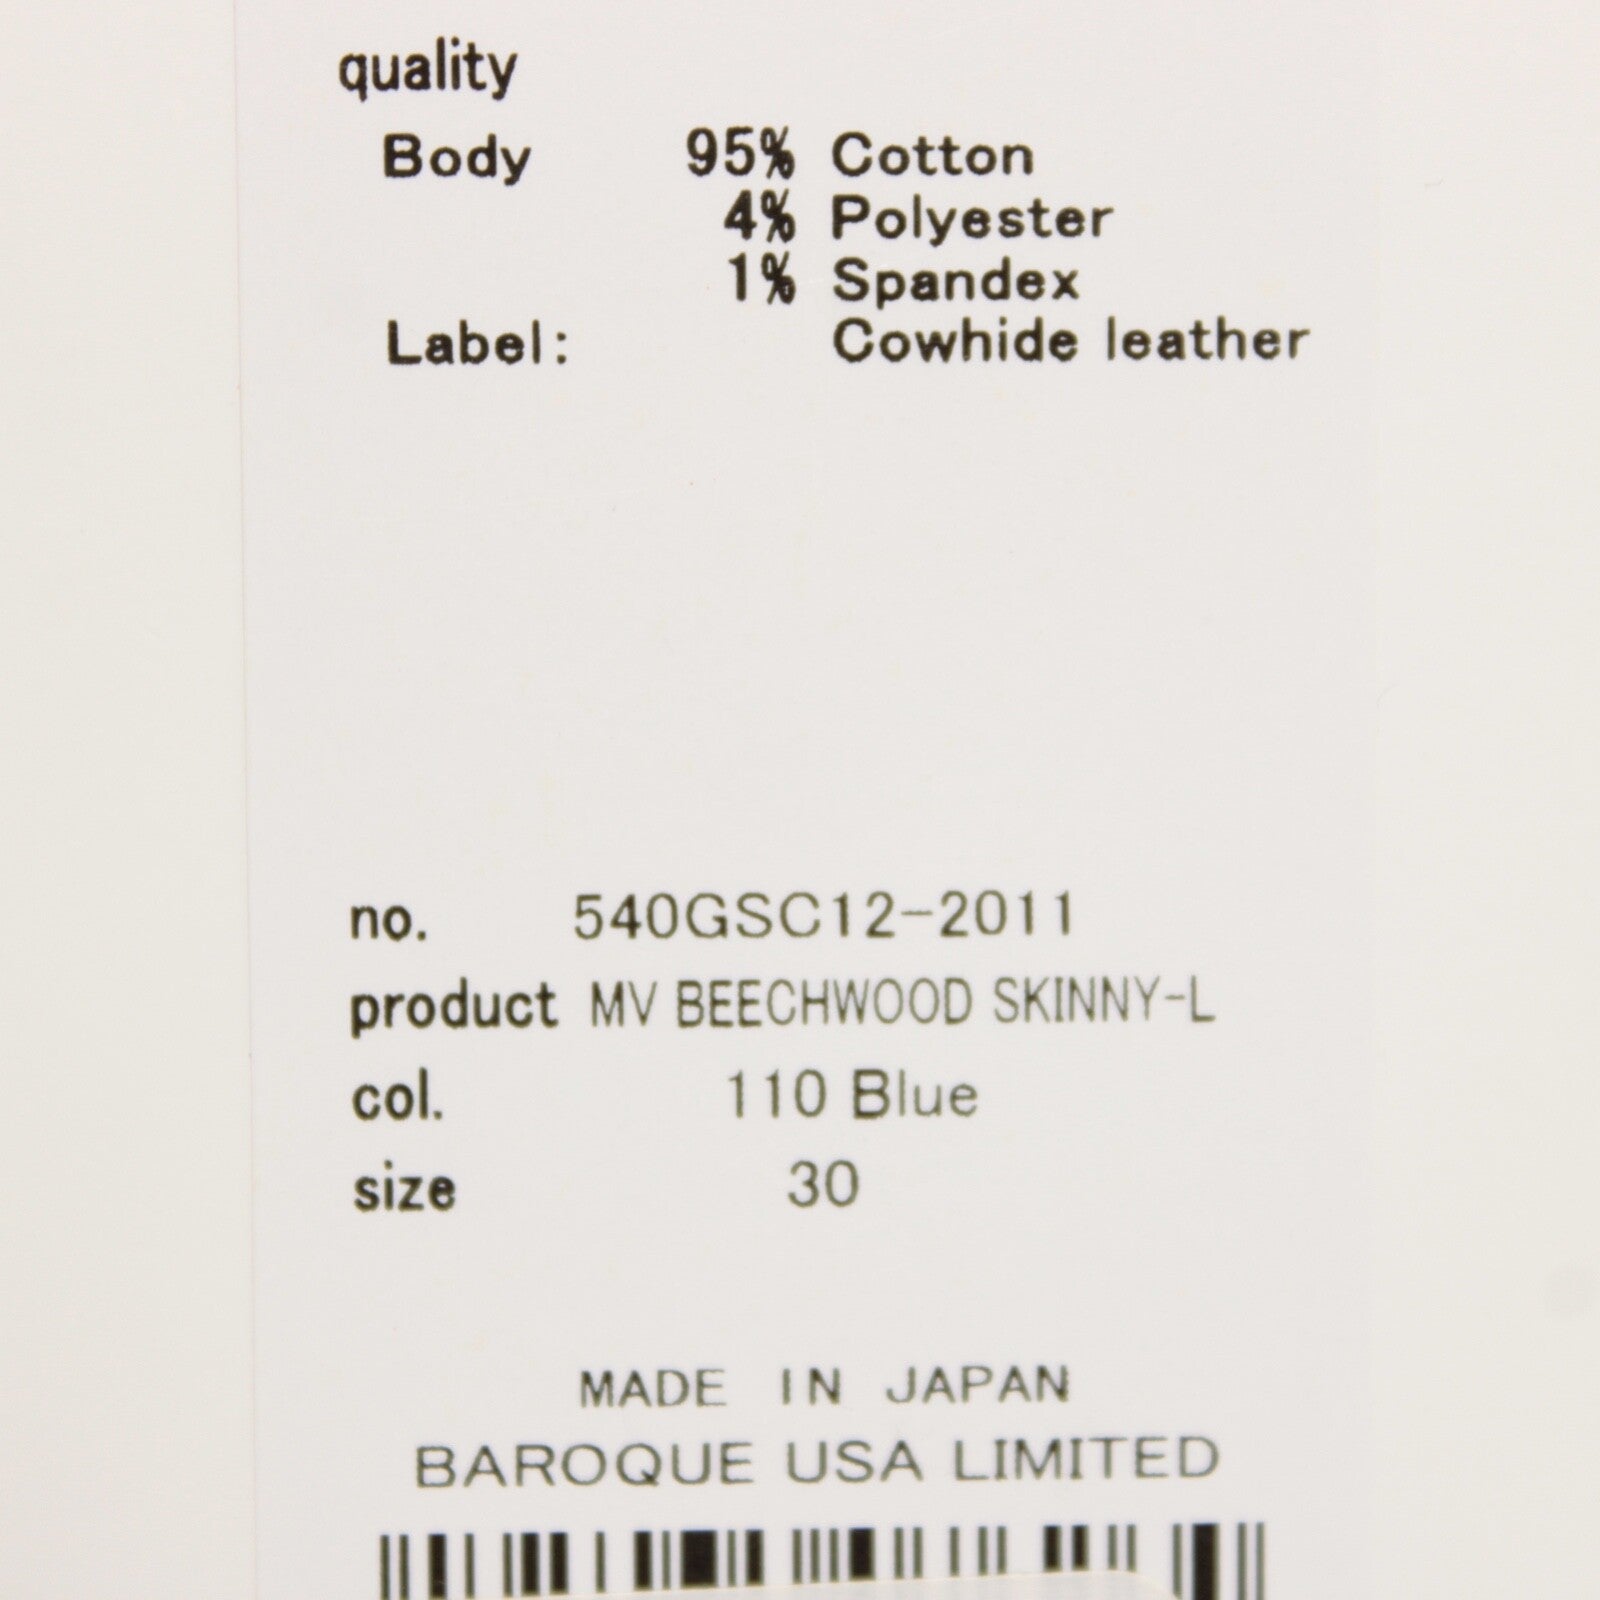 quality
Body 95% Cotton
4% Polyester
1% Spandex
Label: Cowhide leather
no. 540GSC12-2011
product MV BEECHWOOD SKINNY-L
col. 110 Blue
size 30
MADE IN JAPAN
BAROQUE USA LIMITED